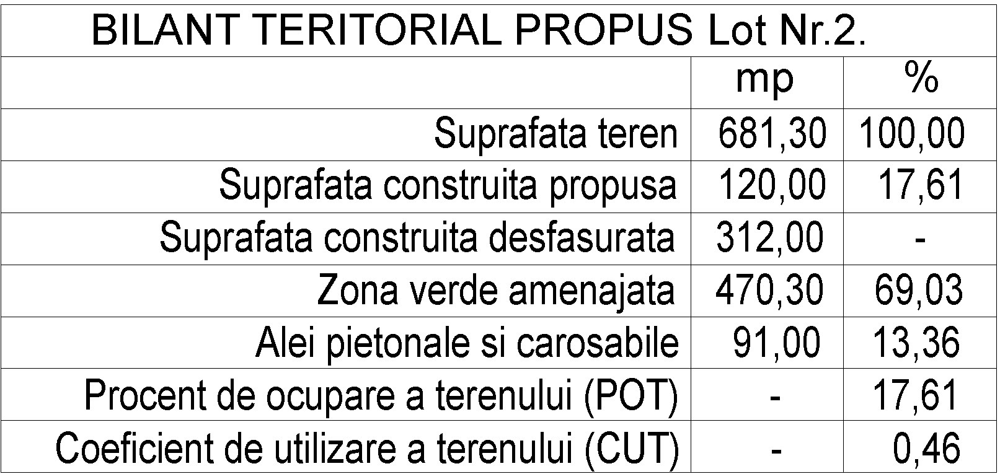 BILANT TERITORIAL PROPUS Lot Nr.2.
mp %
Suprafata teren 681,30 100,00
Suprafata construita propusa 120,00 17,61
Suprafata construita desfasurata 312,00 -
Zona verde amenajata 470,30 69,03
Alei pietonale si carosabile 91,00 13,36
Procent de ocupare a terenului (POT) - 17,61
Coeficient de utilizare a terenului (CUT) - 0,46